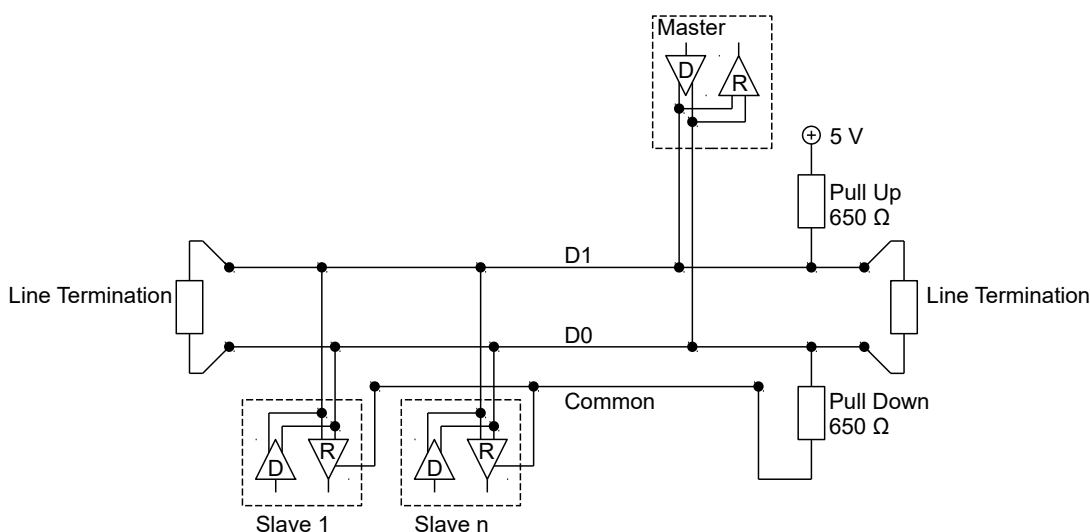 Master
D
R
5 V
Pull Up
650 Ω
D1
Line Termination
Line Termination
D0
Common
Pull Down
650 Ω
D
R
D
R
Slave 1
Slave n